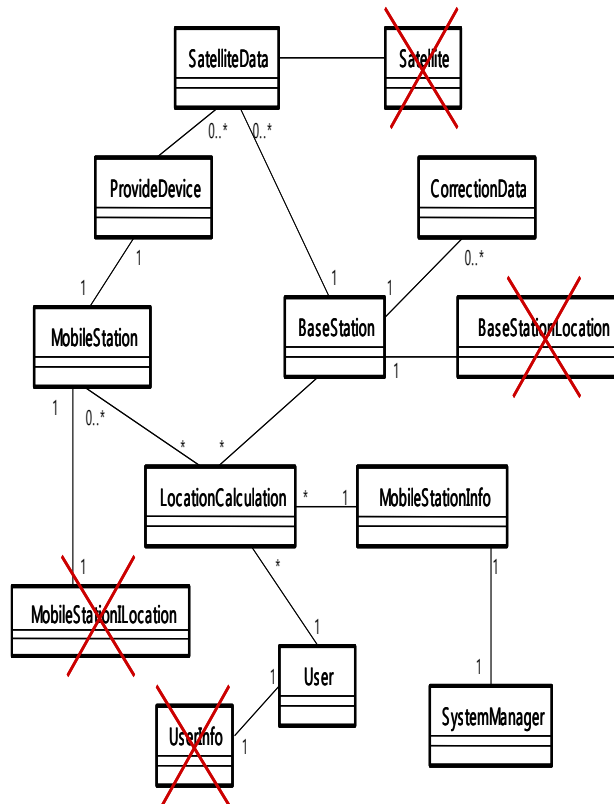 SatelliteData
Satellite
0..*
0..*
ProvideDevice
CorrectionData
1
0..*
1
1
1
MobileStation
BaseStation
BaseStationLocation
1
1
0..*
*
*
LocationCalculation
MobileStationInfo
*
1
*
1
1
MobileStationILocation
1
1
1
User
SystemManager
UserInfo
1